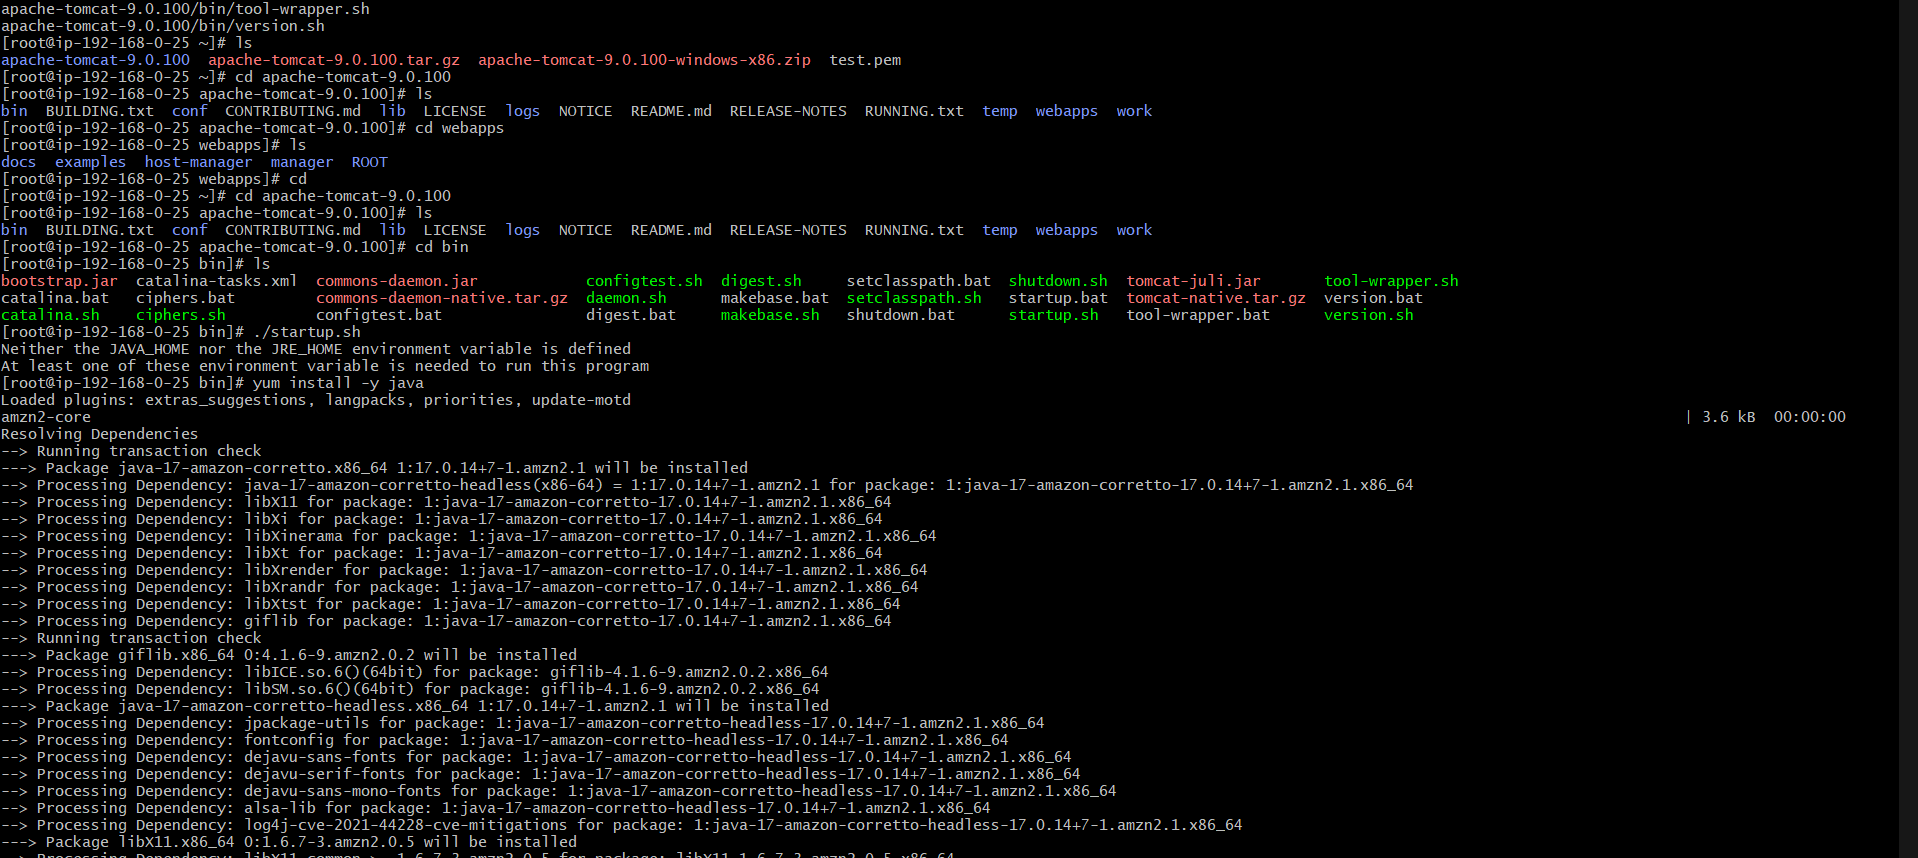 apache-tomcat-9.0.100/bin/tool-wrapper.sh
apache-tomcat-9.0.100/bin/version.sh
[root@ip-192-168-0-25 ~]# ls
apache-tomcat-9.0.100  apache-tomcat-9.0.100.tar.gz  apache-tomcat-9.0.100-windows-x86.zip  test.pem
[root@ip-192-168-0-25 ~]# cd apache-tomcat-9.0.100
[root@ip-192-168-0-25 apache-tomcat-9.0.100]# ls
bin  BUILDING.txt  conf  CONTRIBUTING.md  lib  LICENSE  logs  NOTICE  README.md  RELEASE-NOTES  RUNNING.txt  temp  webapps  work
[root@ip-192-168-0-25 apache-tomcat-9.0.100]# cd webapps
[root@ip-192-168-0-25 webapps]# ls
docs  examples  host-manager  manager  ROOT
[root@ip-192-168-0-25 webapps]# cd
[root@ip-192-168-0-25 ~]# cd apache-tomcat-9.0.100
[root@ip-192-168-0-25 apache-tomcat-9.0.100]# ls
bin  BUILDING.txt  conf  CONTRIBUTING.md  lib  LICENSE  logs  NOTICE  README.md  RELEASE-NOTES  RUNNING.txt  temp  webapps  work
[root@ip-192-168-0-25 apache-tomcat-9.0.100]# cd bin
[root@ip-192-168-0-25 bin]# ls
bootstrap.jar  catalina-tasks.xml  commons-daemon.jar            configtest.sh  digest.sh     setclasspath.bat  shutdown.sh  tomcat-juli.jar       tool-wrapper.sh
catalina.bat   ciphers.bat         commons-daemon-native.tar.gz  daemon.sh      makebase.bat  setclasspath.sh   startup.bat  tomcat-native.tar.gz  version.bat
catalina.sh    ciphers.sh          configtest.bat                digest.bat     makebase.sh   shutdown.bat      startup.sh   tool-wrapper.bat      version.sh
[root@ip-192-168-0-25 bin]# ./startup.sh
Neither the JAVA_HOME nor the JRE_HOME environment variable is defined
At least one of these environment variable is needed to run this program
[root@ip-192-168-0-25 bin]# yum install -y java
Loaded plugins: extras_suggestions, langpacks, priorities, update-motd
amzn2-core | 3.6 kB  00:00:00
Resolving Dependencies
--> Running transaction check
---> Package java-17-amazon-corretto.x86_64 1:17.0.14+7-1.amzn2.1 will be installed
--> Processing Dependency: java-17-amazon-corretto-headless(x86-64) = 1:17.0.14+7-1.amzn2.1 for package: 1:java-17-amazon-corretto-17.0.14+7-1.amzn2.1.x86_64
--> Processing Dependency: libX11 for package: 1:java-17-amazon-corretto-17.0.14+7-1.amzn2.1.x86_64
--> Processing Dependency: libXi for package: 1:java-17-amazon-corretto-17.0.14+7-1.amzn2.1.x86_64
--> Processing Dependency: libXinerama for package: 1:java-17-amazon-corretto-17.0.14+7-1.amzn2.1.x86_64
--> Processing Dependency: libXt for package: 1:java-17-amazon-corretto-17.0.14+7-1.amzn2.1.x86_64
--> Processing Dependency: libXrender for package: 1:java-17-amazon-corretto-17.0.14+7-1.amzn2.1.x86_64
--> Processing Dependency: libXrandr for package: 1:java-17-amazon-corretto-17.0.14+7-1.amzn2.1.x86_64
--> Processing Dependency: libXtst for package: 1:java-17-amazon-corretto-17.0.14+7-1.amzn2.1.x86_64
--> Processing Dependency: giflib for package: 1:java-17-amazon-corretto-17.0.14+7-1.amzn2.1.x86_64
--> Running transaction check
---> Package giflib.x86_64 0:4.1.6-9.amzn2.0.2 will be installed
--> Processing Dependency: libICE.so.6()(64bit) for package: giflib-4.1.6-9.amzn2.0.2.x86_64
--> Processing Dependency: libSM.so.6()(64bit) for package: giflib-4.1.6-9.amzn2.0.2.x86_64
---> Package java-17-amazon-corretto-headless.x86_64 1:17.0.14+7-1.amzn2.1 will be installed
--> Processing Dependency: jpackage-utils for package: 1:java-17-amazon-corretto-headless-17.0.14+7-1.amzn2.1.x86_64
--> Processing Dependency: fontconfig for package: 1:java-17-amazon-corretto-headless-17.0.14+7-1.amzn2.1.x86_64
--> Processing Dependency: dejavu-sans-fonts for package: 1:java-17-amazon-corretto-headless-17.0.14+7-1.amzn2.1.x86_64
--> Processing Dependency: dejavu-serif-fonts for package: 1:java-17-amazon-corretto-headless-17.0.14+7-1.amzn2.1.x86_64
--> Processing Dependency: dejavu-sans-mono-fonts for package: 1:java-17-amazon-corretto-headless-17.0.14+7-1.amzn2.1.x86_64
--> Processing Dependency: alsa-lib for package: 1:java-17-amazon-corretto-headless-17.0.14+7-1.amzn2.1.x86_64
--> Processing Dependency: log4j-cve-2021-44228-cve-mitigations for package: 1:java-17-amazon-corretto-headless-17.0.14+7-1.amzn2.1.x86_64
---> Package libX11.x86_64 0:1.6.7-3.amzn2.0.5 will be installed
--> Processing Dependency: libX11-common >= 1.6.7-3.amzn2.0.5 for package: libX11-1.6.7-3.amzn2.0.5.x86_64